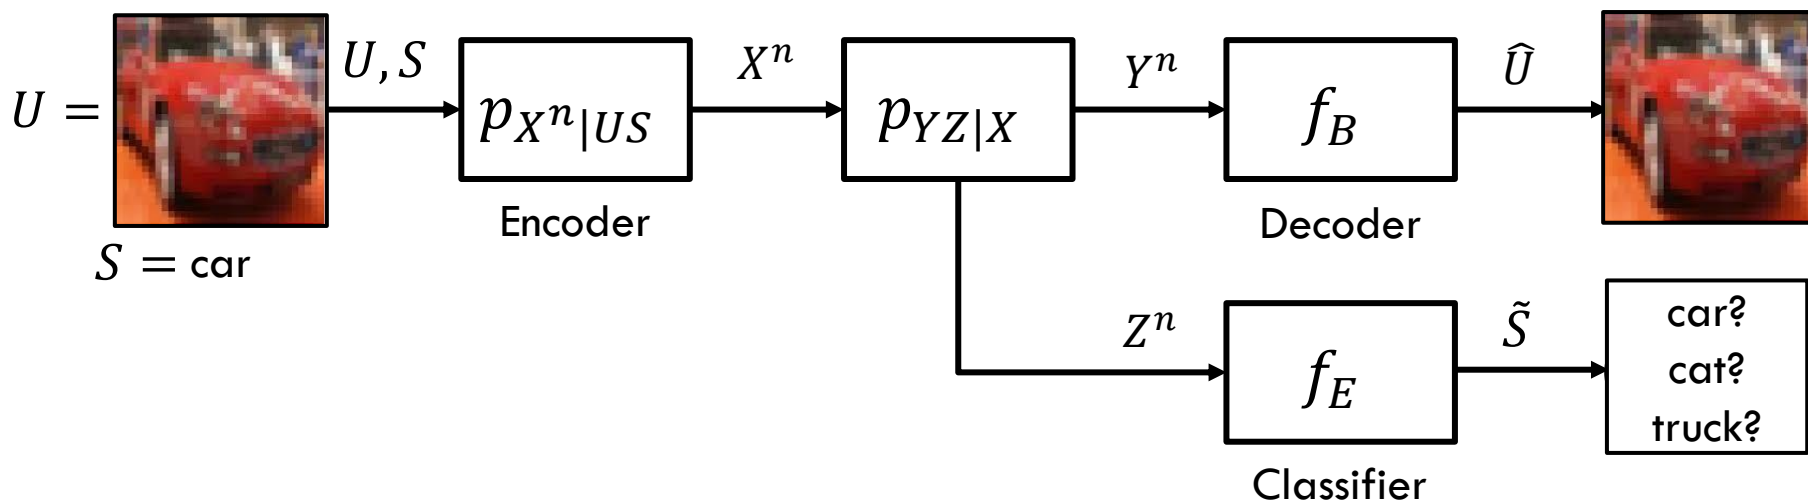 U =
S = car
U, S
p_{X^n|US}
Encoder
X^n
p_{YZ|X}
Y^n
f_B
Decoder
Û
Z^n
f_E
Classifier
S̃
car?
cat?
truck?